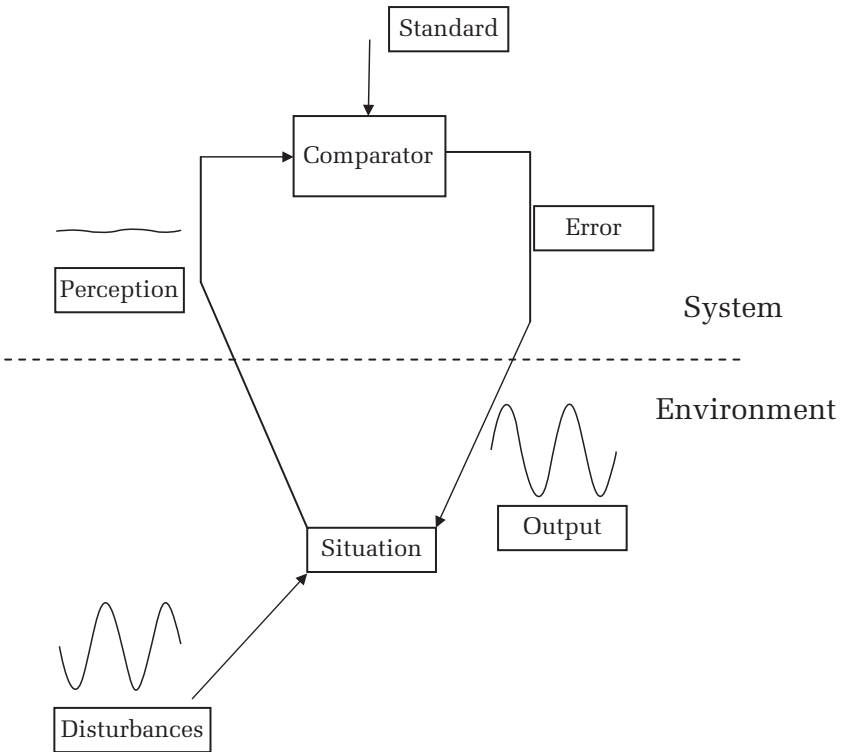 Standard
Comparator
Error
Perception
System
Environment
Output
Situation
Disturbances